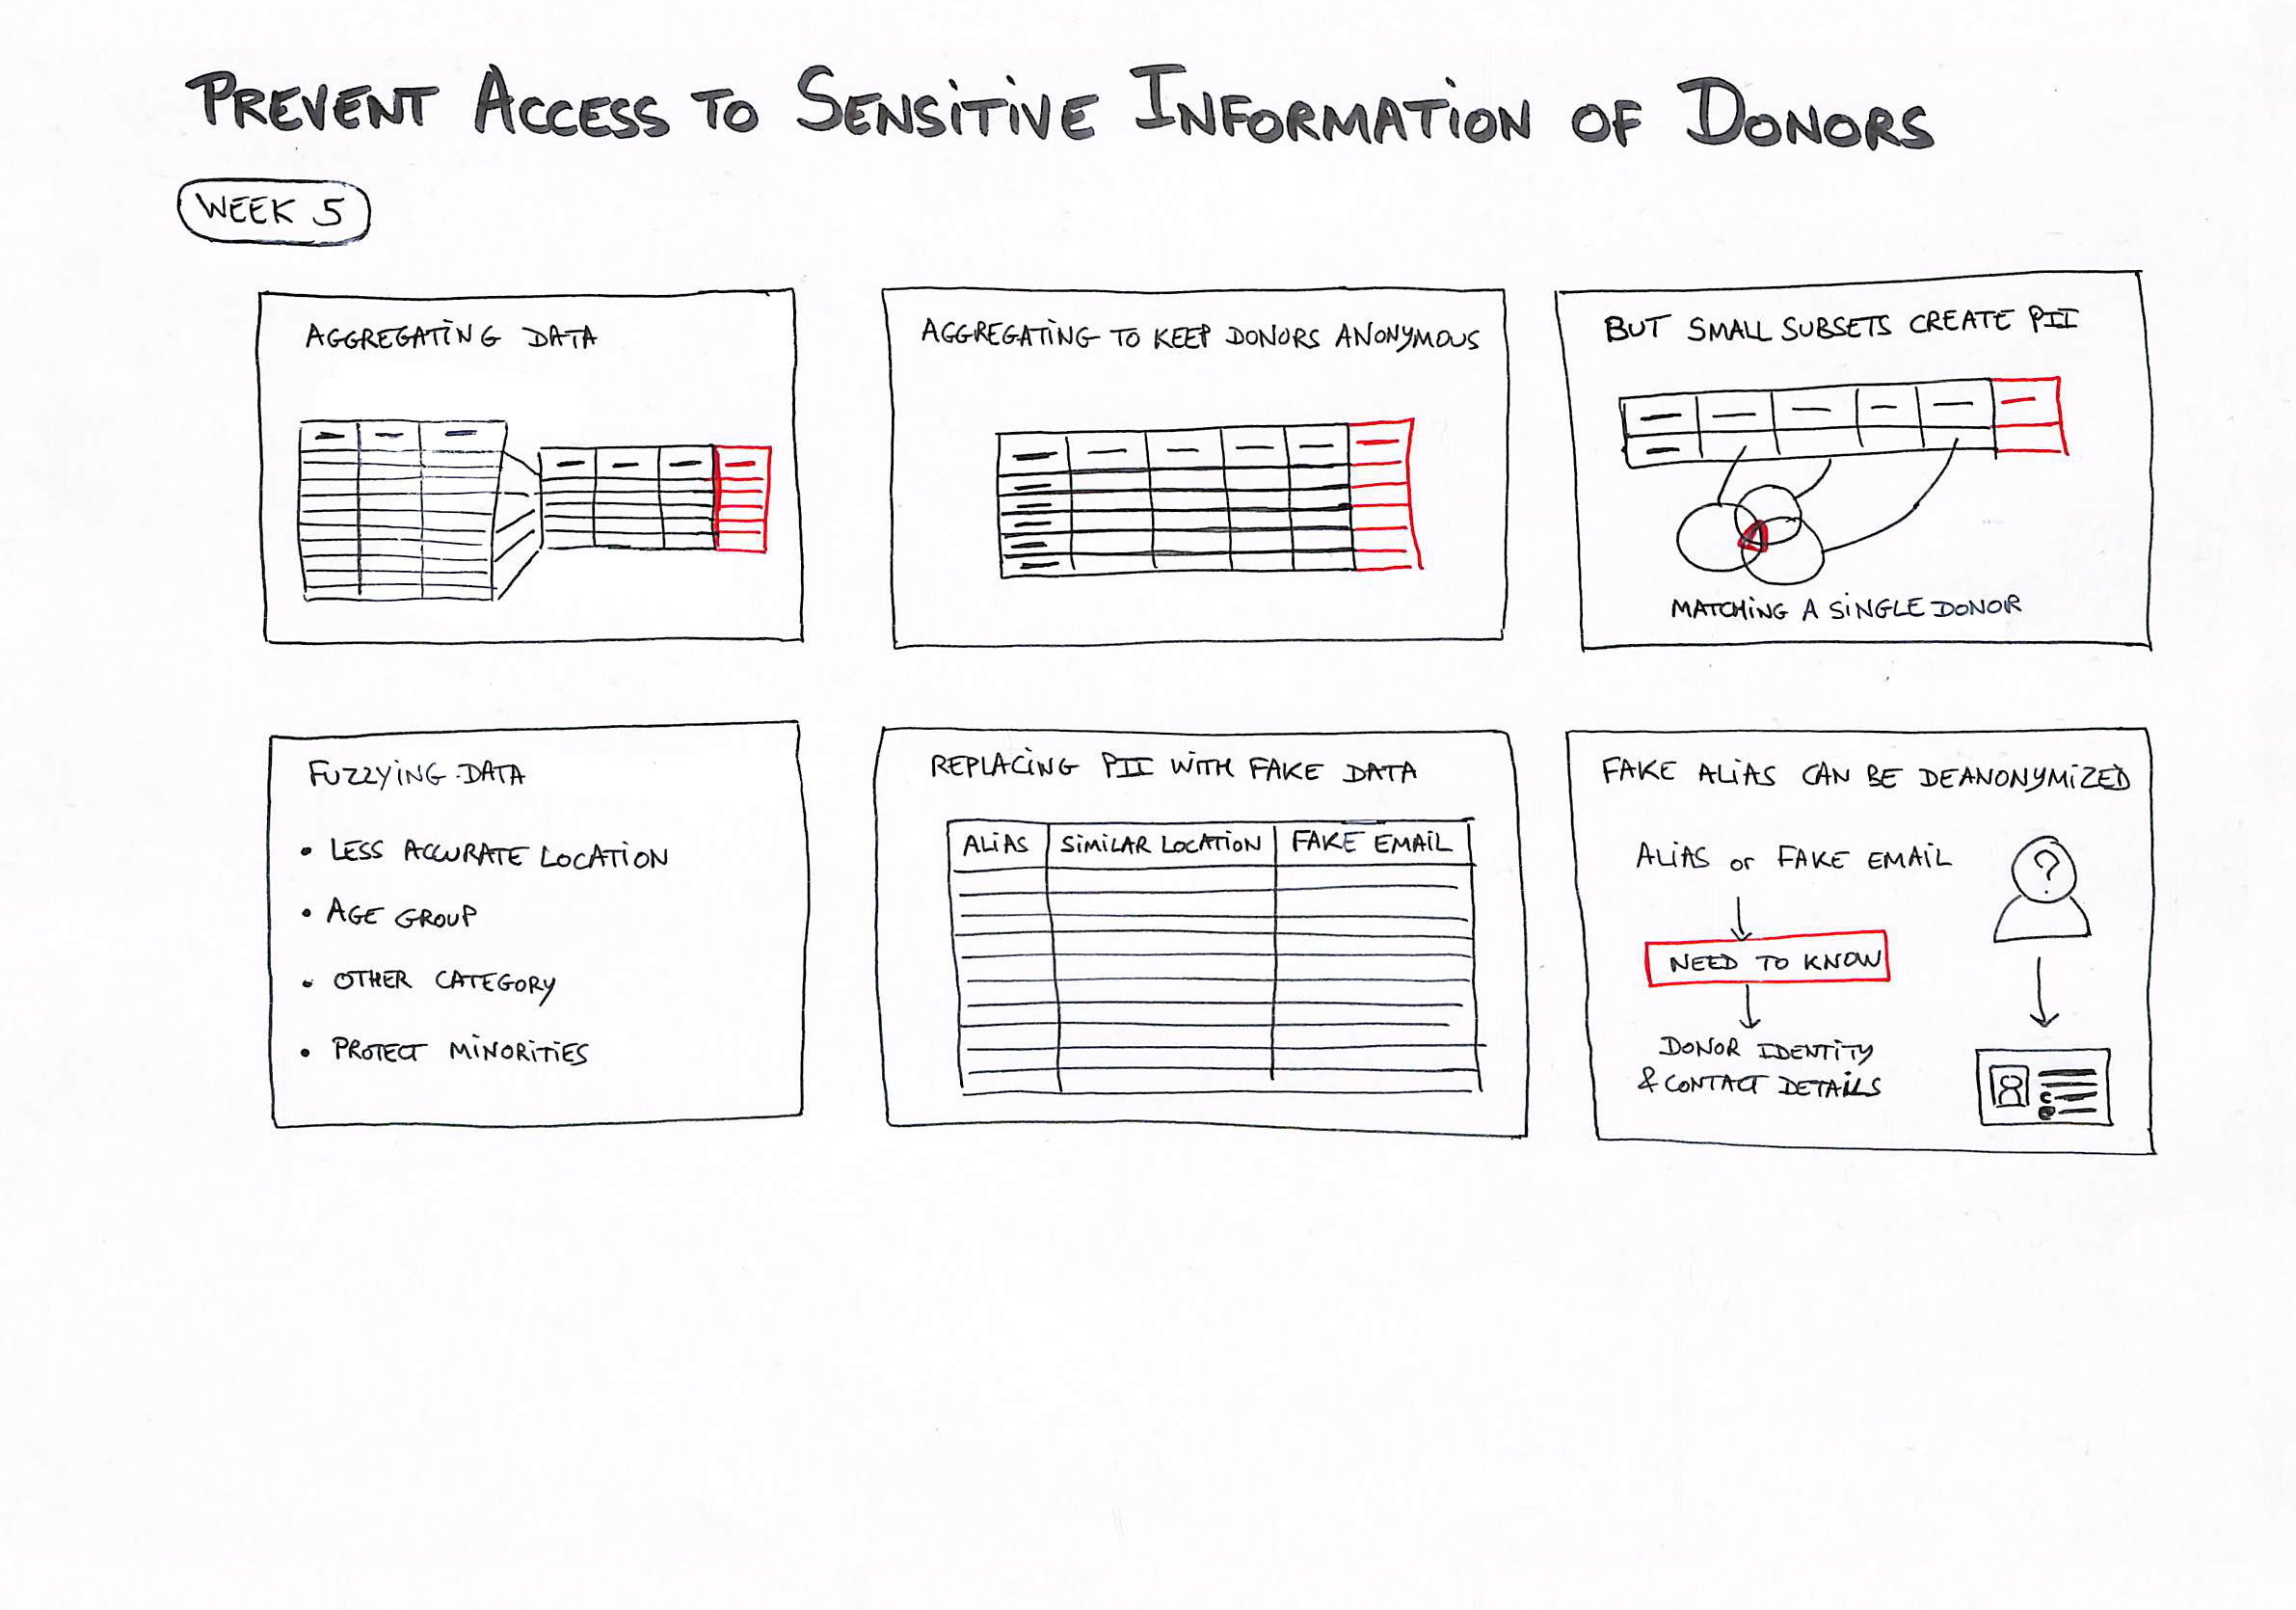 PREVENT ACCESS TO SENSITIVE INFORMATION OF DONORS
WEEK 5
AGGREGATING DATA
AGGREGATING TO KEEP DONORS ANONYMOUS
BUT SMALL SUBSETS CREATE PII
MATCHING A SINGLE DONOR
FUZZYING DATA
• LESS ACCURATE LOCATION
• AGE GROUP
• OTHER CATEGORY
• PROTECT MINORITIES
REPLACING PII WITH FAKE DATA
ALIAS SIMILAR LOCATION FAKE EMAIL
FAKE ALIAS CAN BE DEANONYMIZED
ALIAS or FAKE EMAIL
?
NEED TO KNOW
DONOR IDENTITY
& CONTACT DETAILS